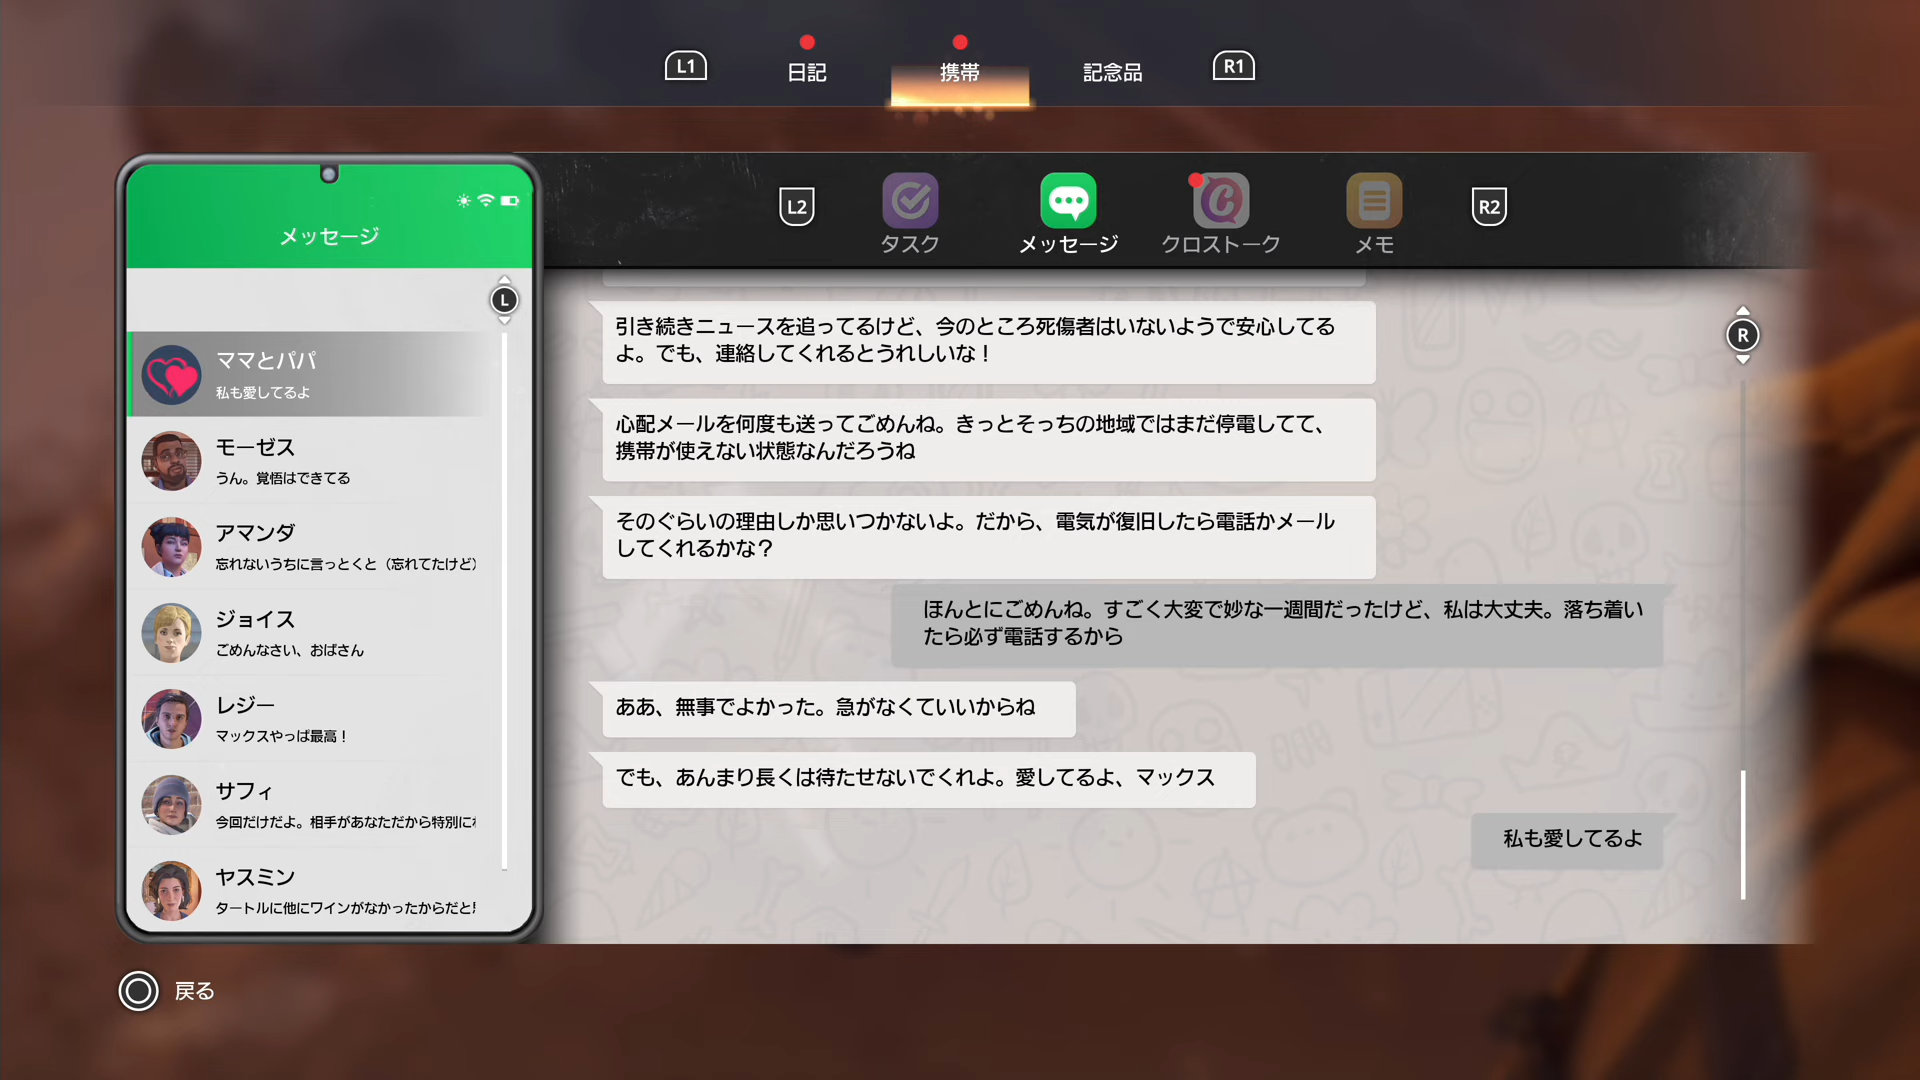 L1
日記
携帯
記念品
R1
メッセージ
L2
タスク
メッセージ
クロストーク
メモ
R2
L
ママとパパ
私も愛してるよ
モーゼス
うん。覚悟はできてる
アマンダ
忘れないうちに言っとくと（忘れてたけど）
ジョイス
ごめんなさい、おばさん
レジー
マックスやっぱ最高！
サフィ
今回だけだよ。相手があなただから特別に
ヤスミン
タートルに他にワインがなかったからだと
引き続きニュースを追ってるけど、今のところ死傷者はいないようで安心してる
よ。でも、連絡してくれるとうれしいな！
心配メールを何度も送ってごめんね。きっとそっちの地域ではまだ停電してて、
携帯が使えない状態なんだろうね
そのぐらいの理由しか思いつかないよ。だから、電気が復旧したら電話かメール
してくれるかな？
ほんとにごめんね。すごく大変で妙な一週間だったけど、私は大丈夫。落ち着い
たら必ず電話するから
ああ、無事でよかった。急がなくていいからね
でも、あんまり長くは待たせないでくれよ。愛してるよ、マックス
私も愛してるよ
R
戻る